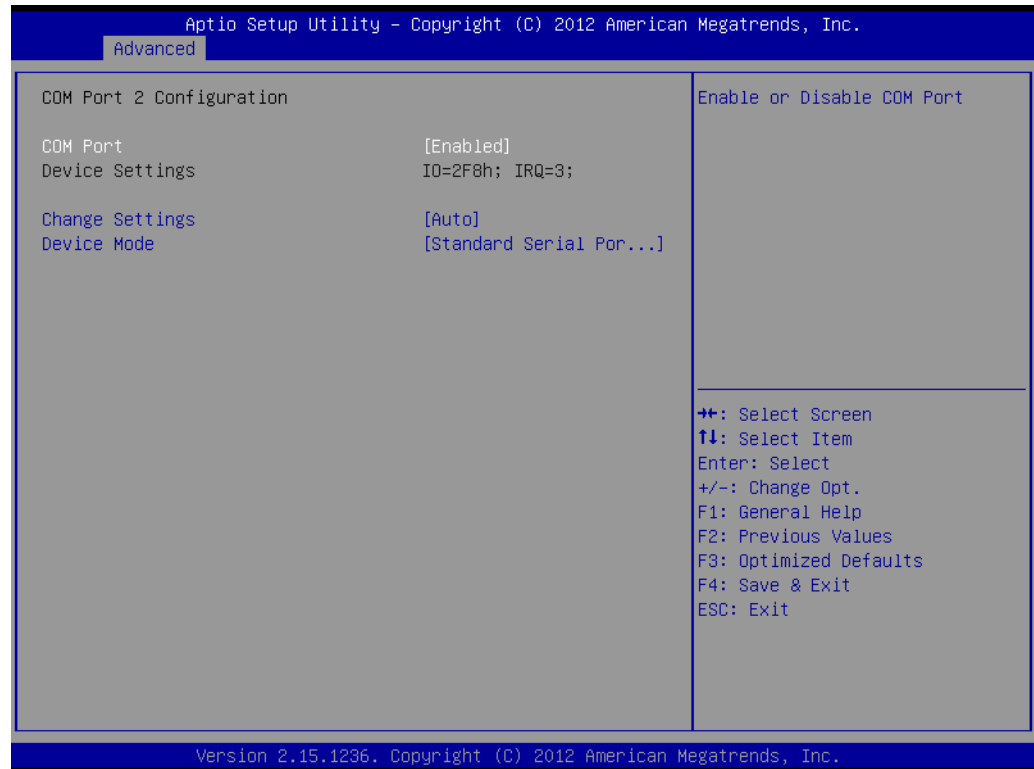 Aptio Setup Utility – Copyright (C) 2012 American Megatrends, Inc.
Advanced
COM Port 2 Configuration
COM Port [Enabled]
Device Settings IO=2F8h; IRQ=3;
Change Settings [Auto]
Device Mode [Standard Serial Por...]
Enable or Disable COM Port
→←: Select Screen
↑↓: Select Item
Enter: Select
+/-: Change Opt.
F1: General Help
F2: Previous Values
F3: Optimized Defaults
F4: Save & Exit
ESC: Exit
Version 2.15.1236. Copyright (C) 2012 American Megatrends, Inc.